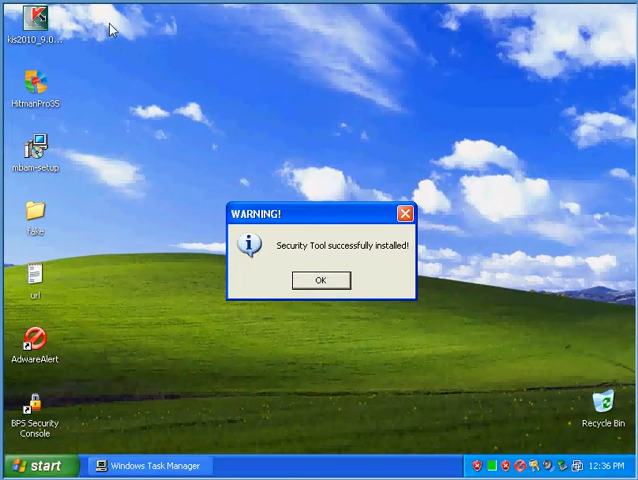 kis2010_9.0...
HitmanPro35
mbam-setup
fake
url
AdwareAlert
BPS Security
Console
WARNING!
Security Tool successfully installed!
OK
Recycle Bin
start
Windows Task Manager
12:36 PM